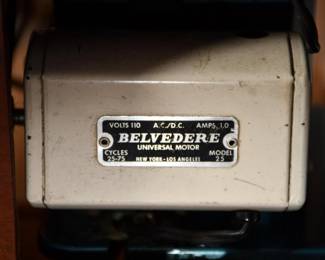 VOLTS 110 A.C./D.C. AMPS. 1.0
BELVEDERE
UNIVERSAL MOTOR
CYCLES MODEL
25-75 NEW YORK - LOS ANGELES 25